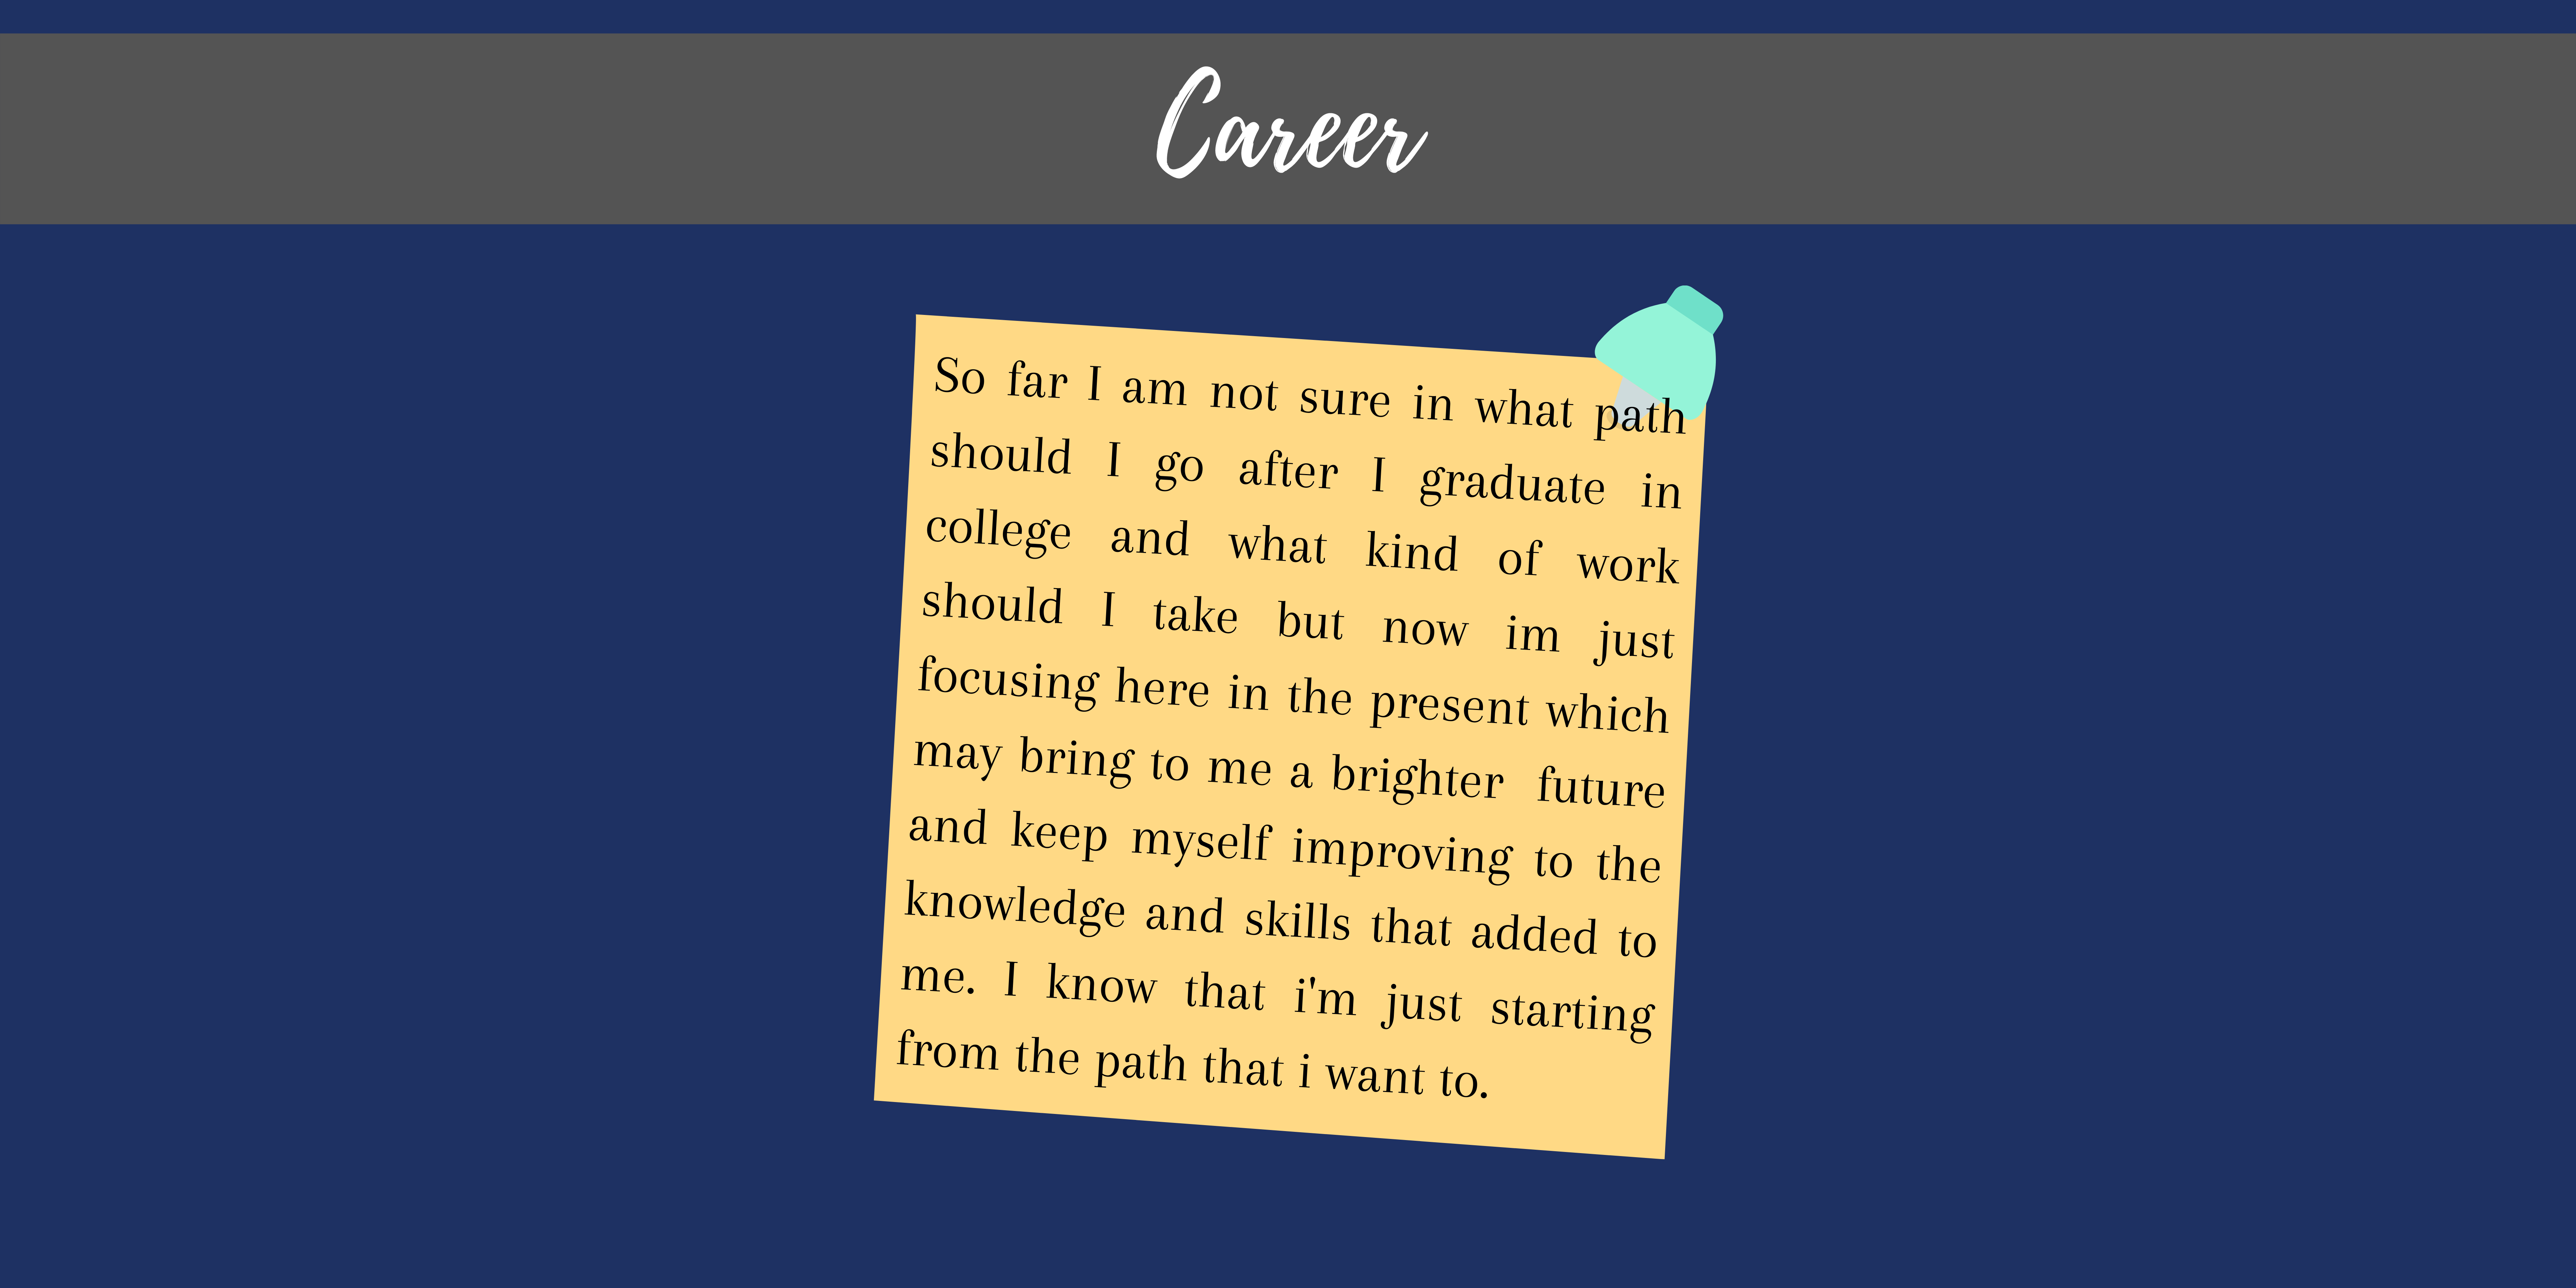 Career
So far I am not sure in what path
should I go after I graduate in
college and what kind of work
should I take but now im just
focusing here in the present which
may bring to me a brighter future
and keep myself improving to the
knowledge and skills that added to
me. I know that i'm just starting
from the path that i want to.